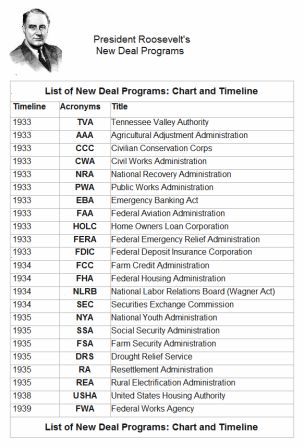 President Roosevelt's
New Deal Programs
List of New Deal Programs: Chart and Timeline
Timeline Acronyms Title
1933 TVA Tennessee Valley Authority
1933 AAA Agricultural Adjustment Administration
1933 CCC Civilian Conservation Corps
1933 CWA Civil Works Administration
1933 NRA National Recovery Administration
1933 PWA Public Works Administration
1933 EBA Emergency Banking Act
1933 FAA Federal Aviation Administration
1933 HOLC Home Owners Loan Corporation
1933 FERA Federal Emergency Relief Administration
1933 FDIC Federal Deposit Insurance Corporation
1934 FCC Farm Credit Administration
1934 FHA Federal Housing Administration
1934 NLRB National Labor Relations Board (Wagner Act)
1934 SEC Securities Exchange Commission
1935 NYA National Youth Administration
1935 SSA Social Security Administration
1935 FSA Farm Security Administration
1935 DRS Drought Relief Service
1935 RA Resettlement Administration
1935 REA Rural Electrification Administration
1938 USHA United States Housing Authority
1939 FWA Federal Works Agency
List of New Deal Programs: Chart and Timeline